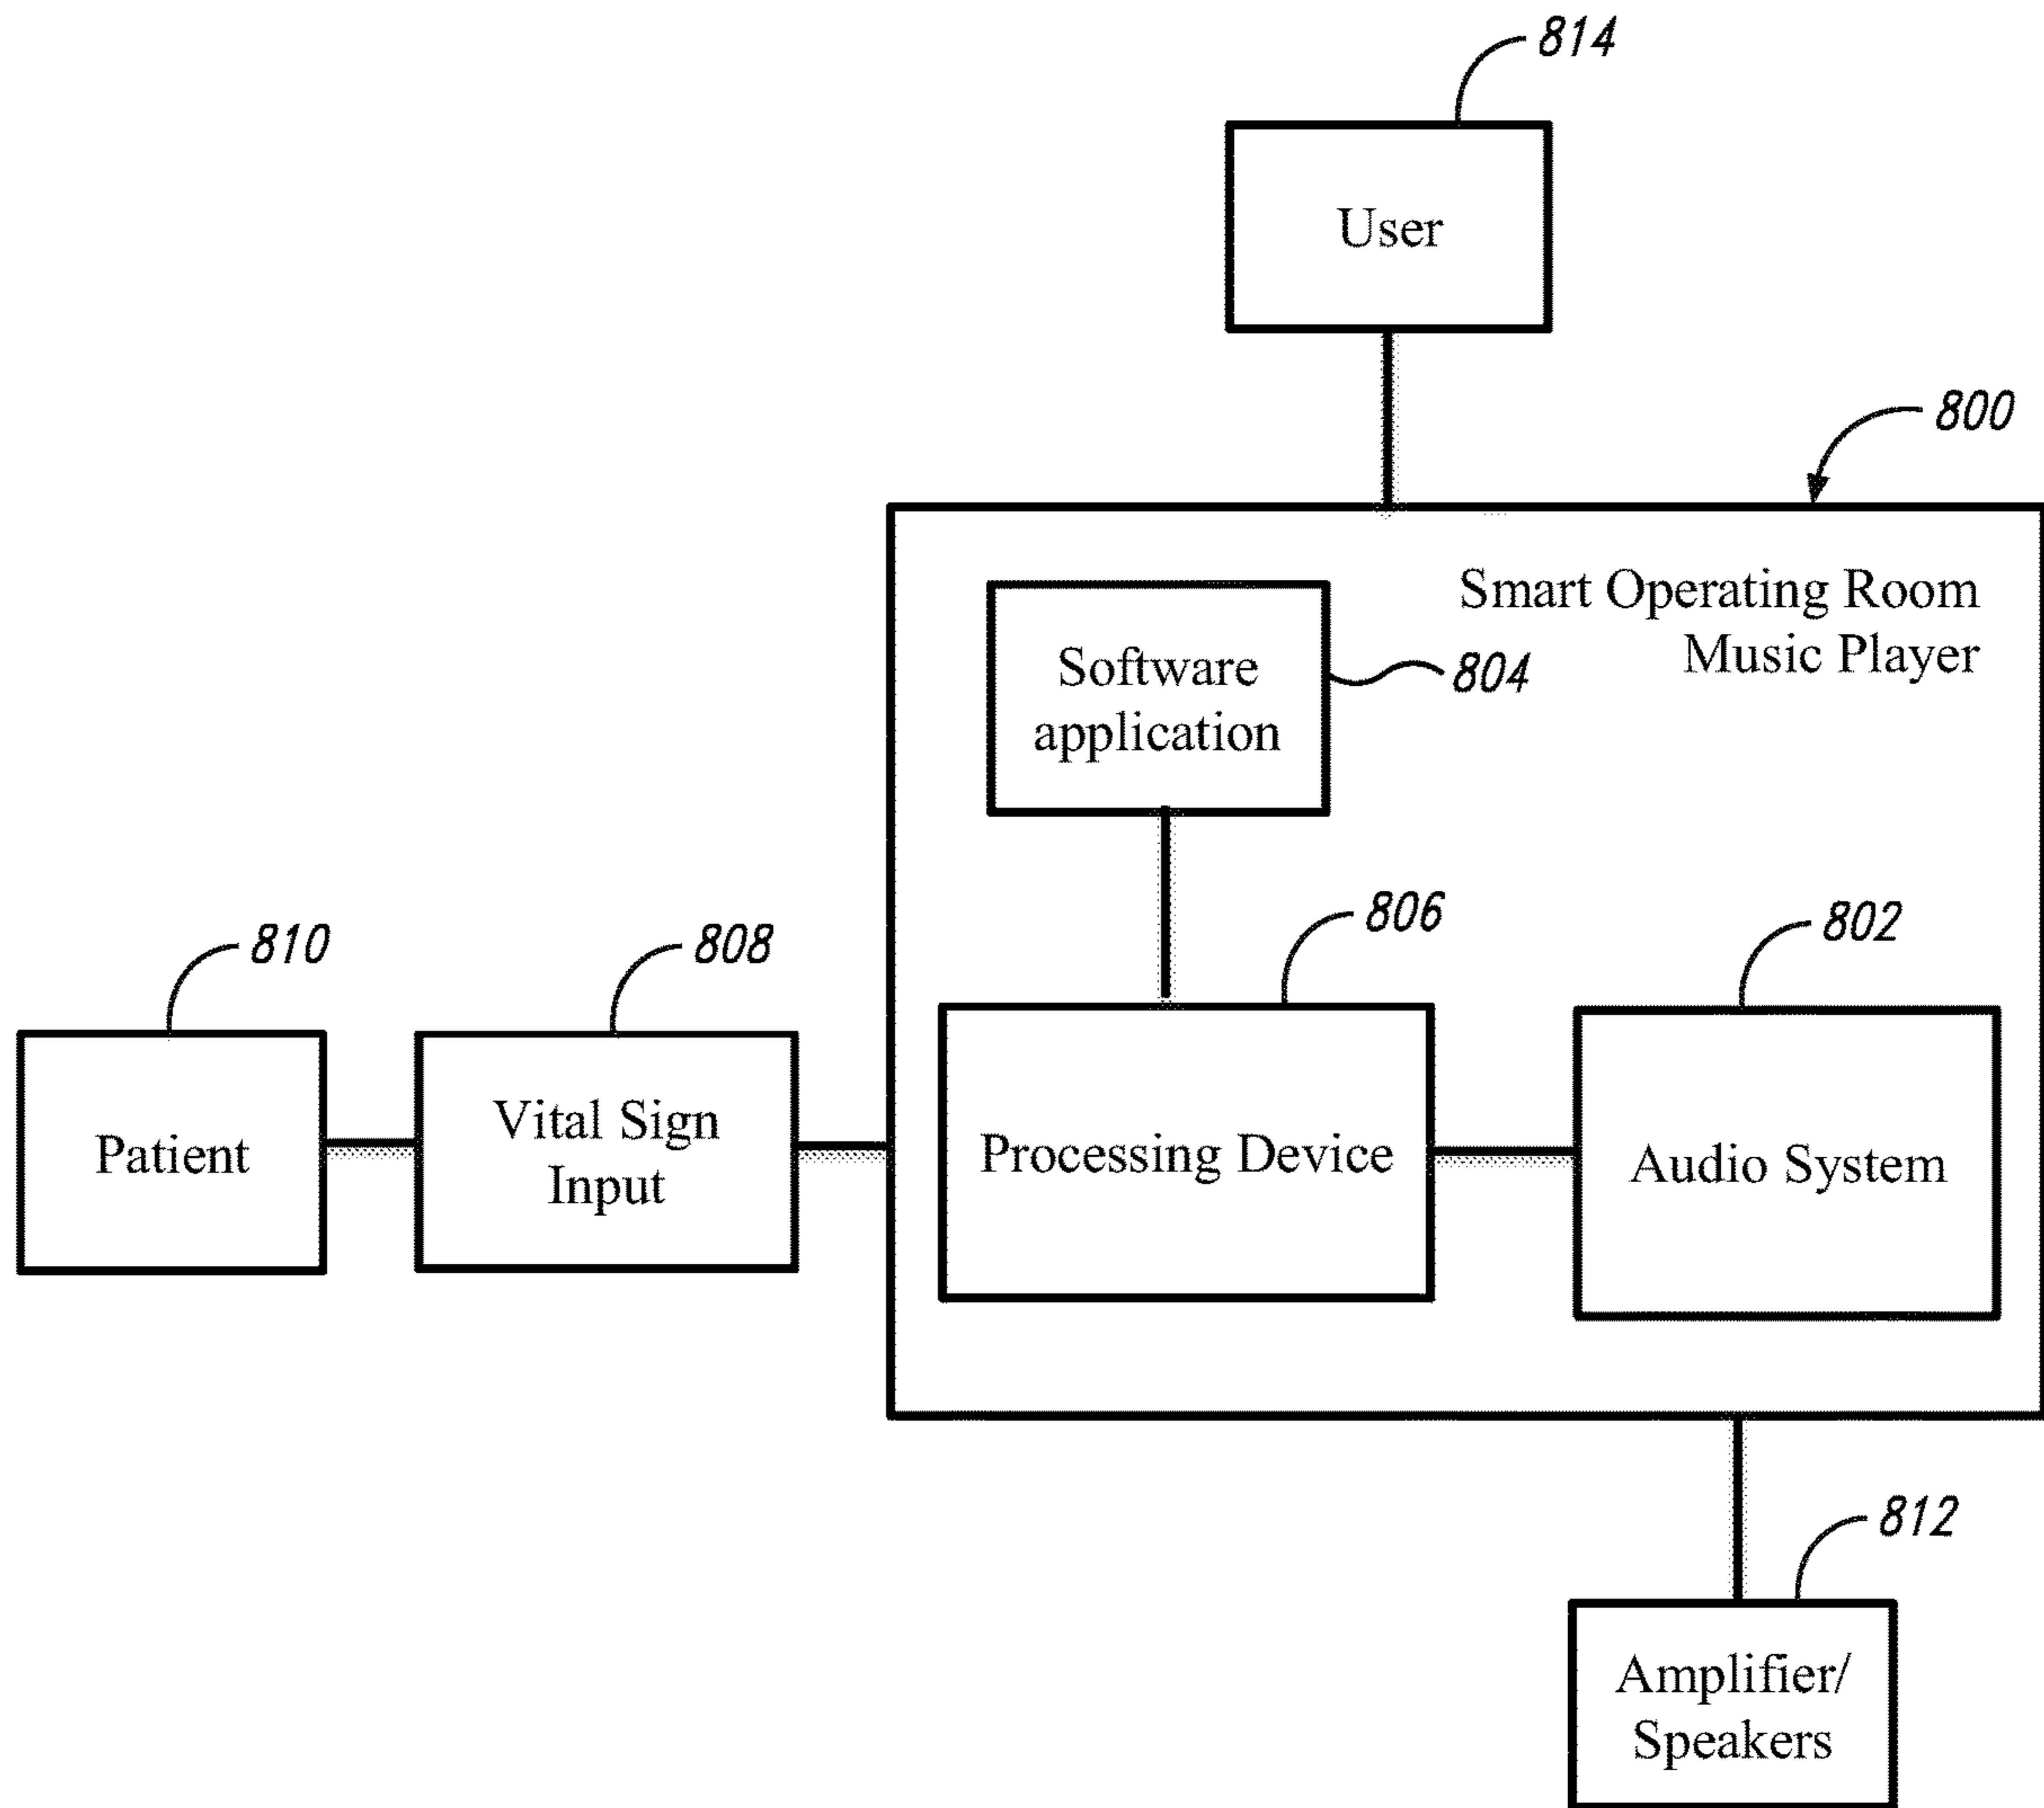 814
User
800
Smart Operating Room
Music Player
Software
application
804
810
808
806
802
Patient
Vital Sign
Input
Processing Device
Audio System
812
Amplifier/
Speakers